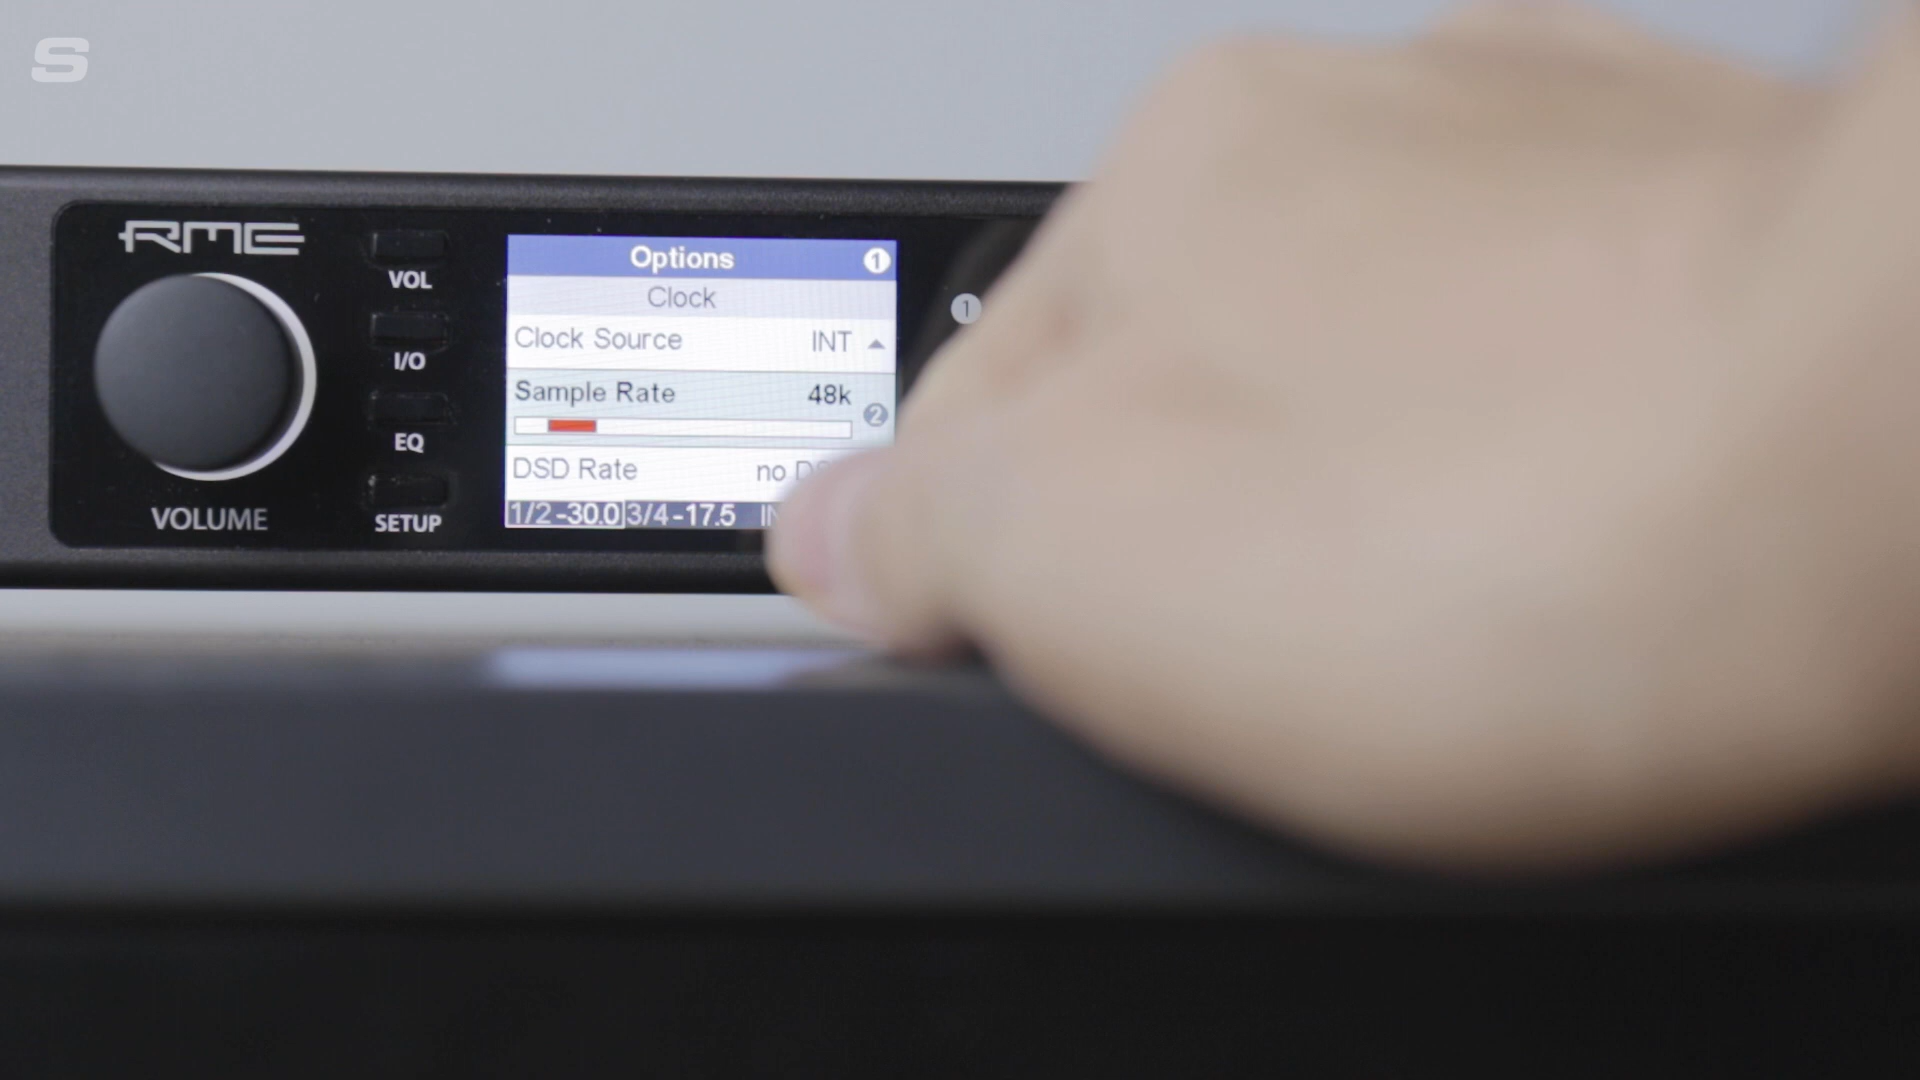 S
RME
VOL
I/O
EQ
SETUP
VOLUME
Options 1
Clock
Clock Source INT
Sample Rate 48k
2
DSD Rate no
1/2 -30.0 3/4 -17.5
1